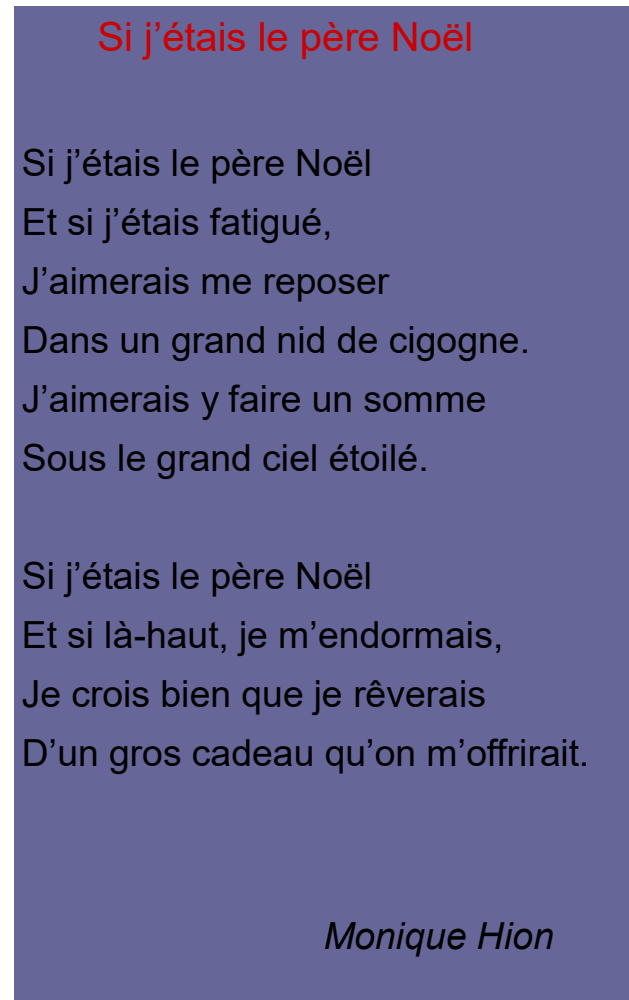 Si j’étais le père Noël
Si j’étais le père Noël
Et si j’étais fatigué,
J’aimerais me reposer
Dans un grand nid de cigogne.
J’aimerais y faire un somme
Sous le grand ciel étoilé.
Si j’étais le père Noël
Et si là-haut, je m’endormais,
Je crois bien que je rêverais
D’un gros cadeau qu’on m’offrirait.
Monique Hion